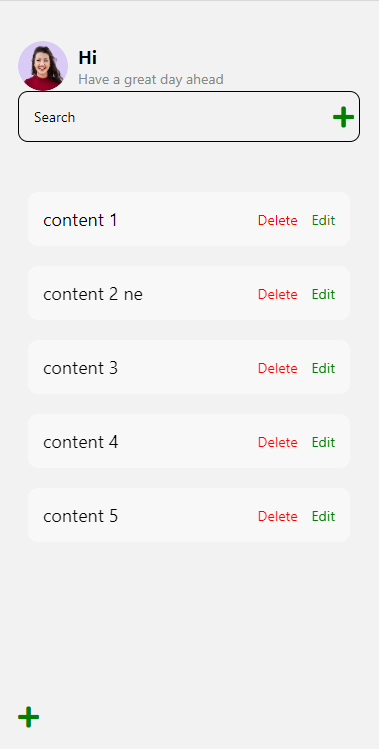 Hi
Have a great day ahead
Search
content 1 Delete Edit
content 2 ne Delete Edit
content 3 Delete Edit
content 4 Delete Edit
content 5 Delete Edit